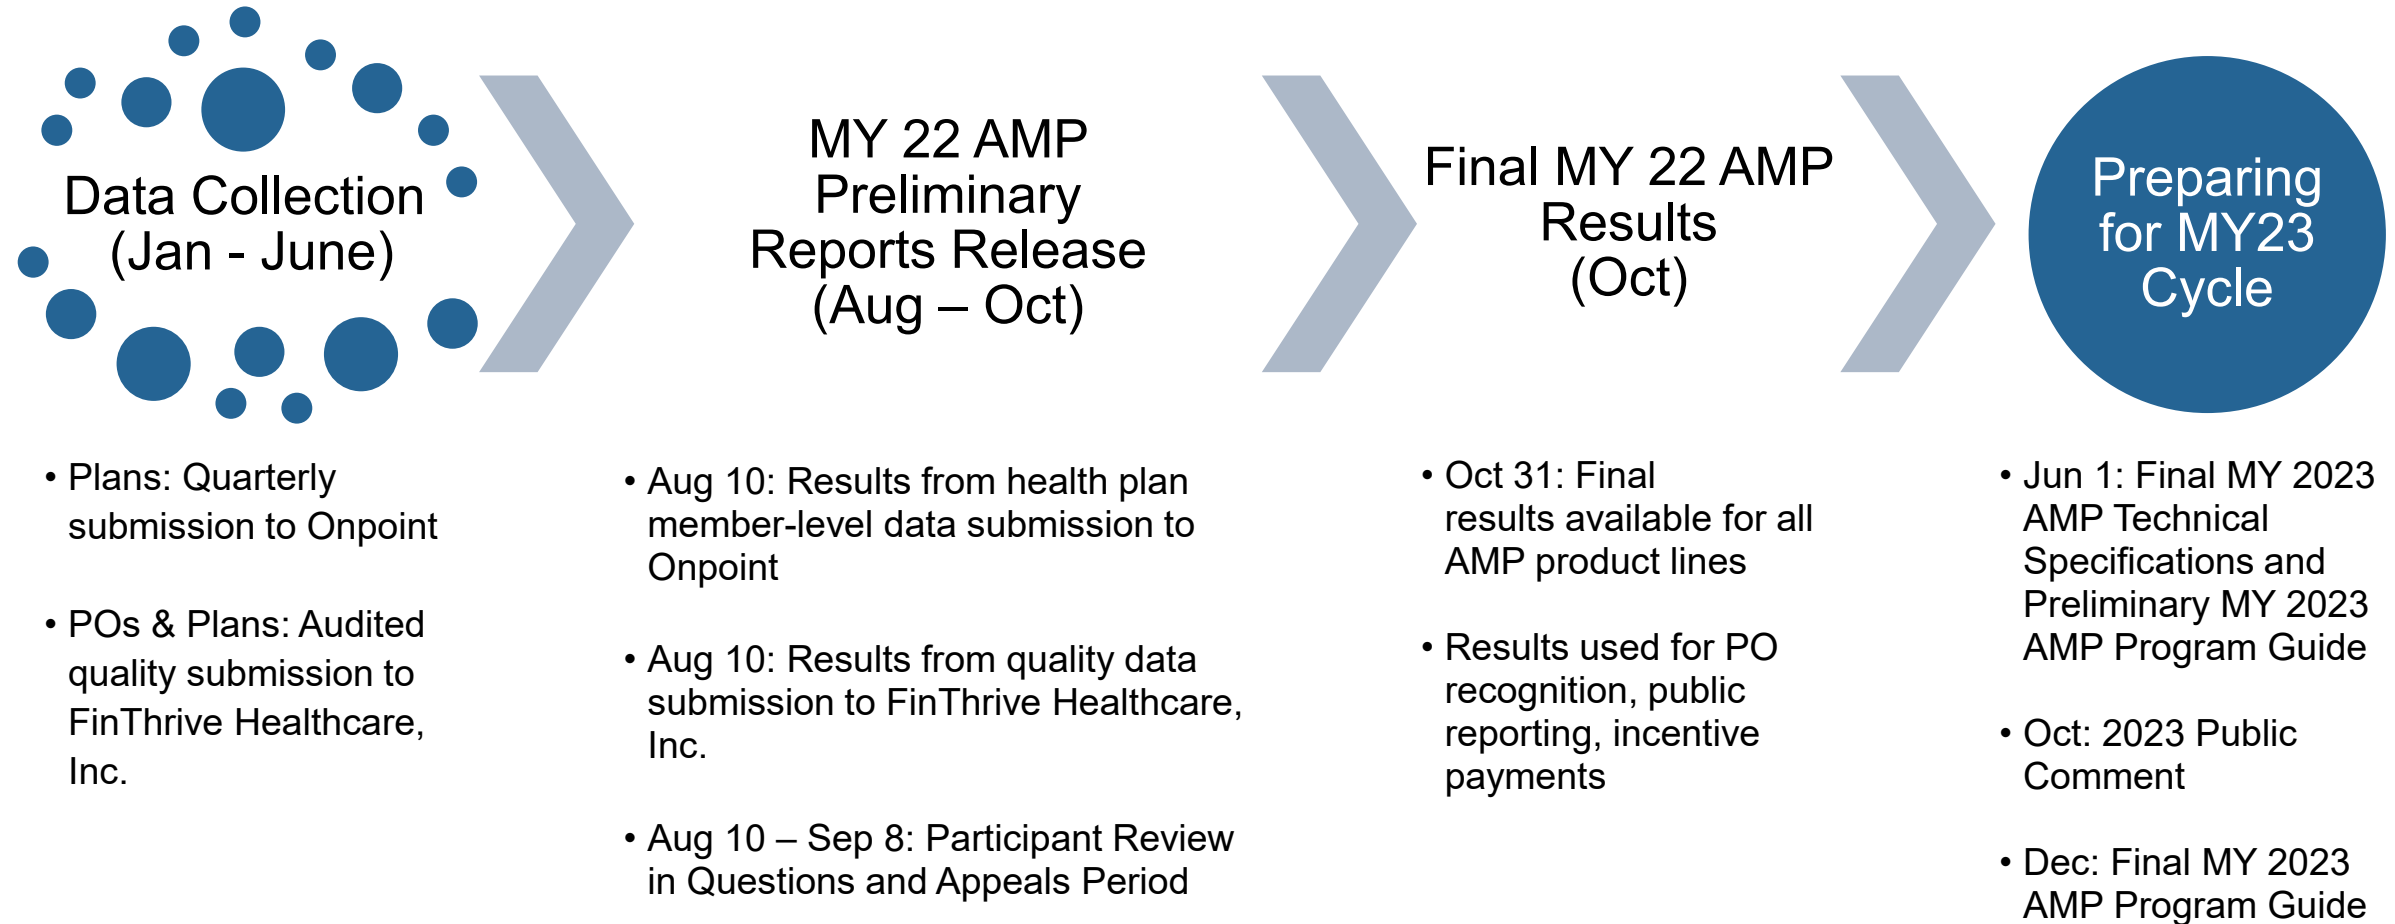 Data Collection
(Jan - June)
• Plans: Quarterly
submission to Onpoint
• POs & Plans: Audited
quality submission to
FinThrive Healthcare,
Inc.
MY 22 AMP
Preliminary
Reports Release
(Aug – Oct)
• Aug 10: Results from health plan
member-level data submission to
Onpoint
• Aug 10: Results from quality data
submission to FinThrive Healthcare,
Inc.
• Aug 10 – Sep 8: Participant Review
in Questions and Appeals Period
Final MY 22 AMP
Results
(Oct)
• Oct 31: Final
results available for all
AMP product lines
• Results used for PO
recognition, public
reporting, incentive
payments
Preparing
for MY23
Cycle
• Jun 1: Final MY 2023
AMP Technical
Specifications and
Preliminary MY 2023
AMP Program Guide
• Oct: 2023 Public
Comment
• Dec: Final MY 2023
AMP Program Guide